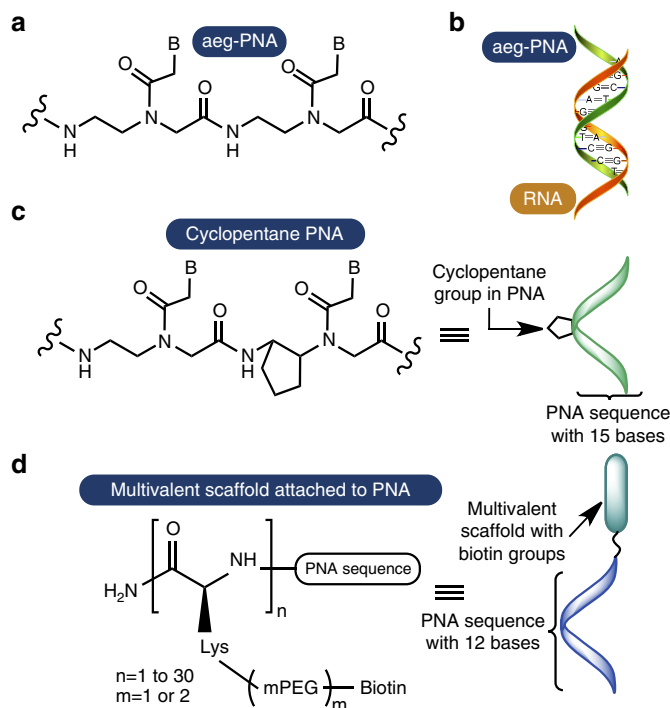 a
aeg-PNA
B
B
O
O
O
O
N
N
N
N
H
H
b
aeg-PNA
RNA
c
Cyclopentane PNA
B
B
O
O
O
O
N
N
N
N
H
H
Cyclopentane
group in PNA
PNA sequence
with 15 bases
d
Multivalent scaffold attached to PNA
O
NH
PNA sequence
H₂N
n
Lys
n=1 to 30
m=1 or 2
(mPEG)m Biotin
Multivalent
scaffold with
biotin groups
PNA sequence
with 12 bases